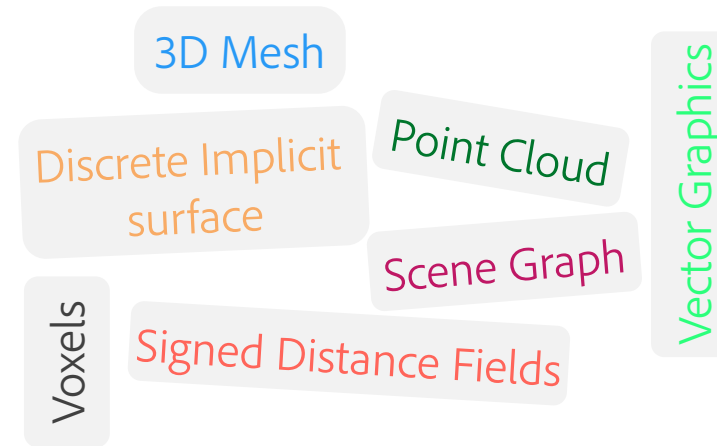 3D Mesh
Discrete Implicit
surface
Point Cloud
Vector Graphics
Scene Graph
Voxels
Signed Distance Fields